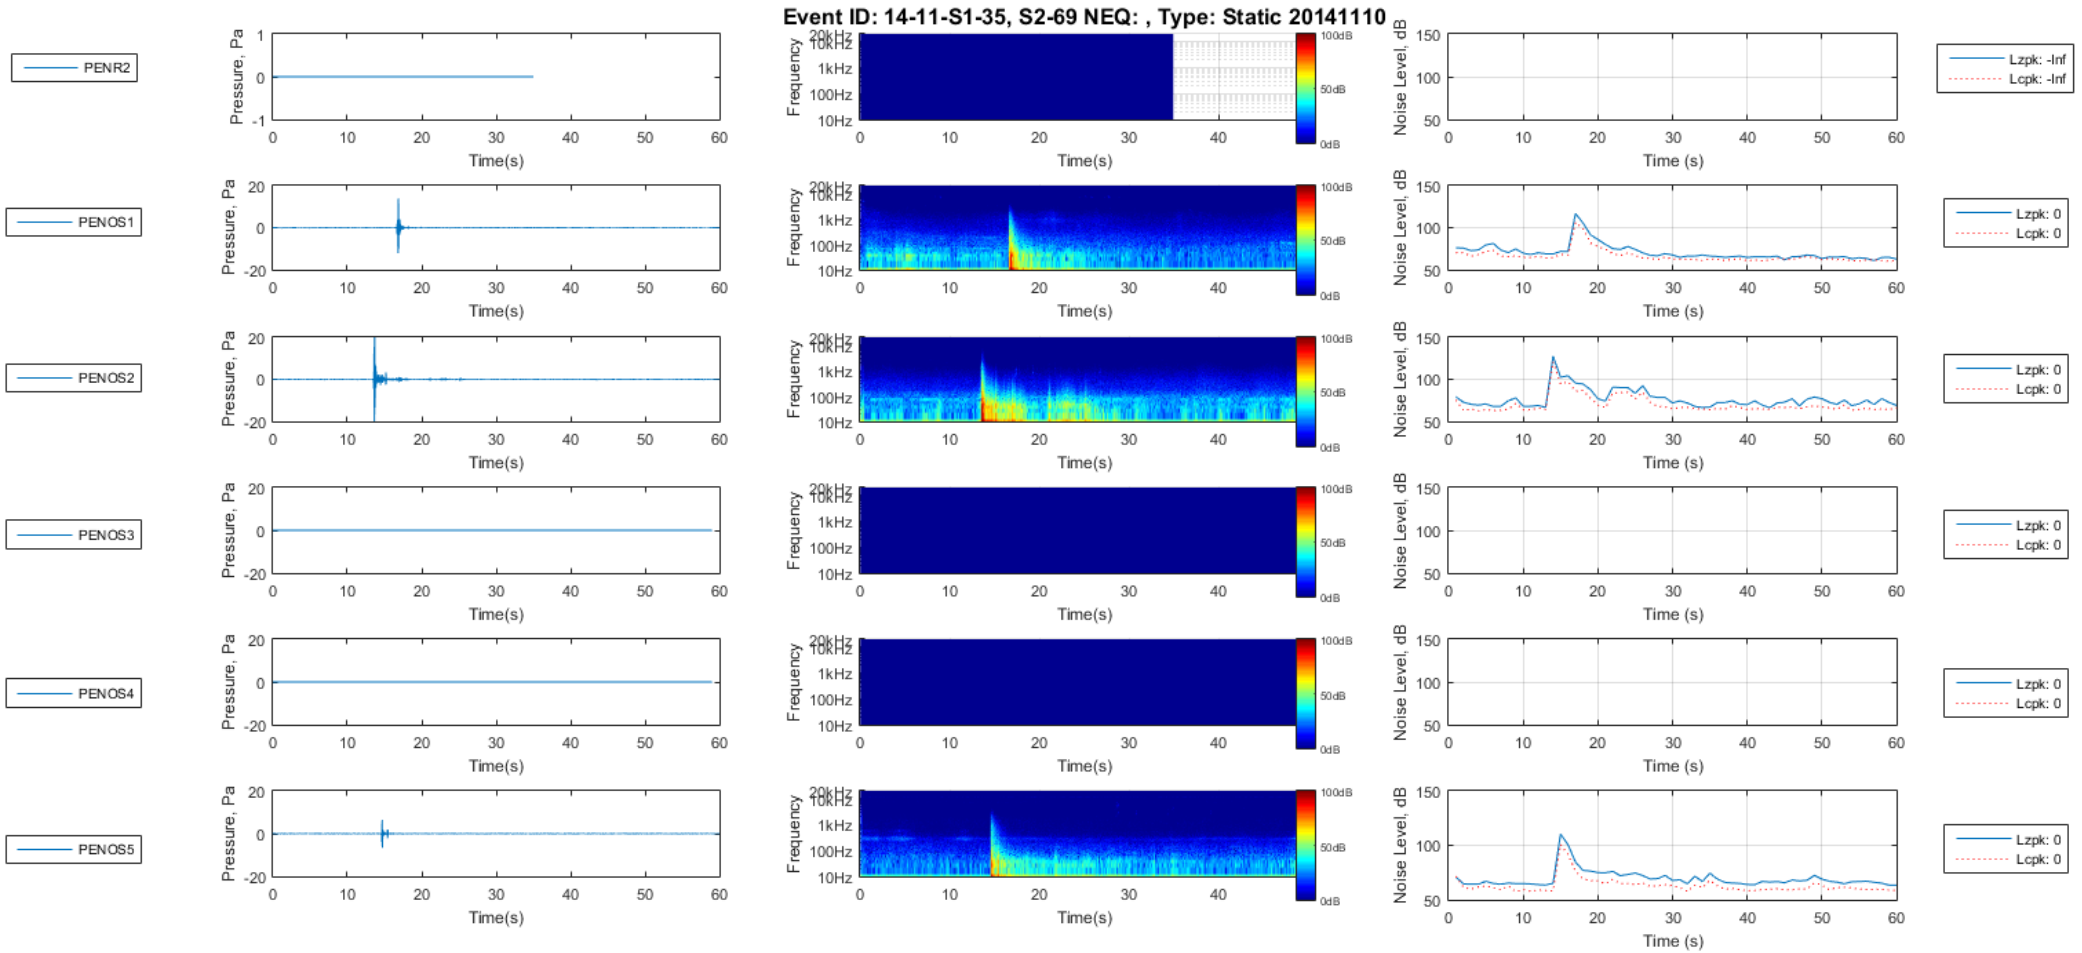 Event ID: 14-11-S1-35, S2-69 NEQ: , Type: Static 20141110
PENR2
Pressure, Pa
1
0
-1
0 10 20 30 40 50 60
Time(s)
Frequency
20kHz
10kHz
1kHz
100Hz
10Hz
0 10 20 30 40
Time(s)
100dB
50dB
0dB
Noise Level, dB
150
100
50
0 10 20 30 40 50 60
Time (s)
Lzpk: -Inf
Lcpk: -Inf
PENOS1
Pressure, Pa
20
0
-20
0 10 20 30 40 50 60
Time(s)
Frequency
20kHz
10kHz
1kHz
100Hz
10Hz
0 10 20 30 40
Time(s)
100dB
50dB
0dB
Noise Level, dB
150
100
50
0 10 20 30 40 50 60
Time (s)
Lzpk: 0
Lcpk: 0
PENOS2
Pressure, Pa
20
0
-20
0 10 20 30 40 50 60
Time(s)
Frequency
20kHz
10kHz
1kHz
100Hz
10Hz
0 10 20 30 40
Time(s)
100dB
50dB
0dB
Noise Level, dB
150
100
50
0 10 20 30 40 50 60
Time (s)
Lzpk: 0
Lcpk: 0
PENOS3
Pressure, Pa
20
0
-20
0 10 20 30 40 50 60
Time(s)
Frequency
20kHz
10kHz
1kHz
100Hz
10Hz
0 10 20 30 40
Time(s)
100dB
50dB
0dB
Noise Level, dB
150
100
50
0 10 20 30 40 50 60
Time (s)
Lzpk: 0
Lcpk: 0
PENOS4
Pressure, Pa
20
0
-20
0 10 20 30 40 50 60
Time(s)
Frequency
20kHz
10kHz
1kHz
100Hz
10Hz
0 10 20 30 40
Time(s)
100dB
50dB
0dB
Noise Level, dB
150
100
50
0 10 20 30 40 50 60
Time (s)
Lzpk: 0
Lcpk: 0
PENOS5
Pressure, Pa
20
0
-20
0 10 20 30 40 50 60
Time(s)
Frequency
20kHz
10kHz
1kHz
100Hz
10Hz
0 10 20 30 40
Time(s)
100dB
50dB
0dB
Noise Level, dB
150
100
50
0 10 20 30 40 50 60
Time (s)
Lzpk: 0
Lcpk: 0